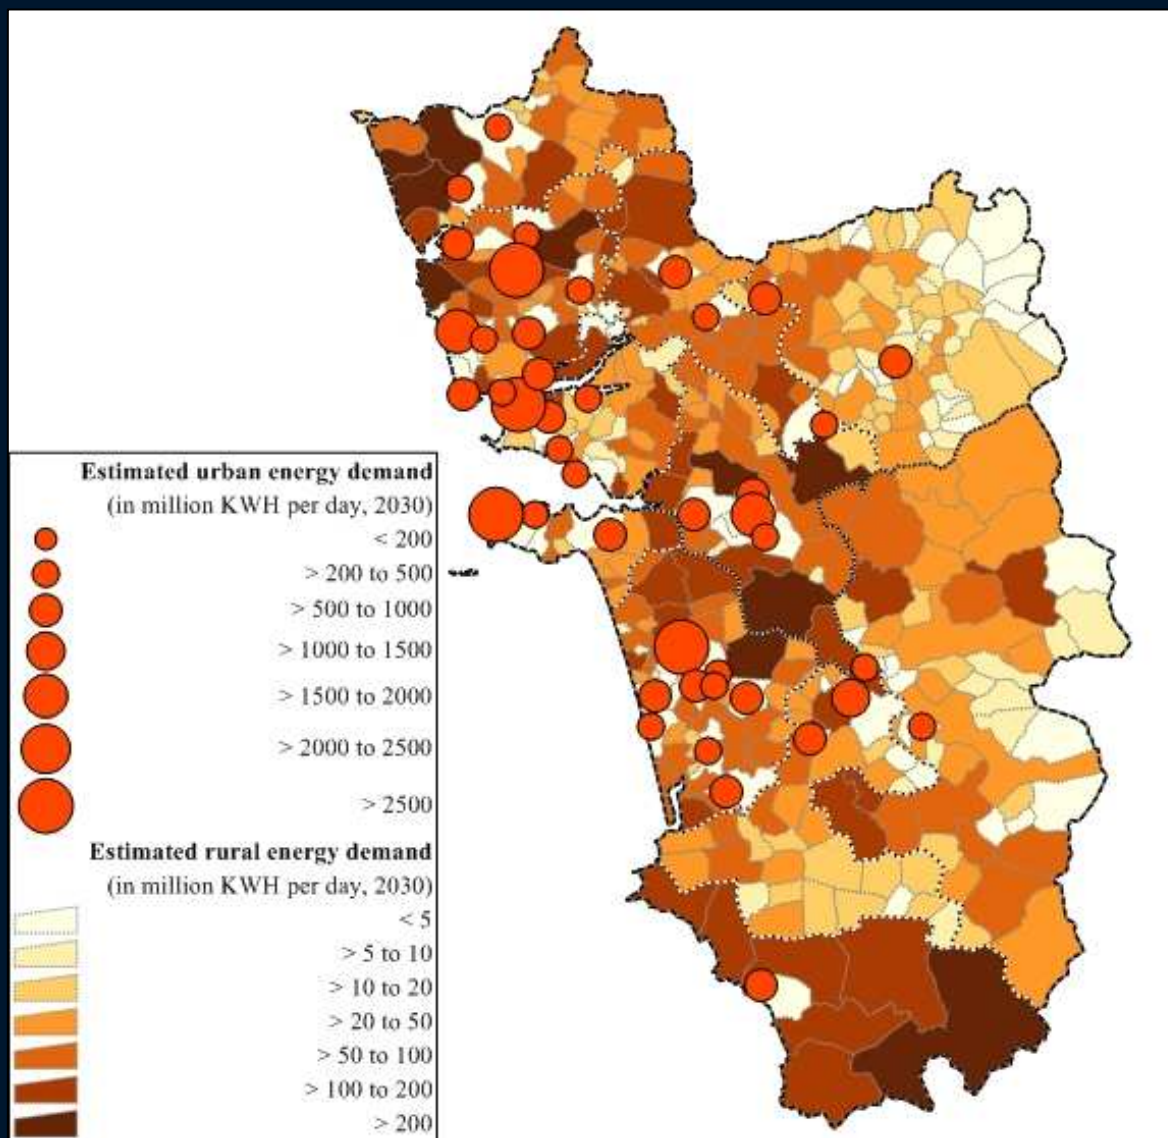 Estimated urban energy demand
(in million KWH per day, 2030)
< 200
> 200 to 500
> 500 to 1000
> 1000 to 1500
> 1500 to 2000
> 2000 to 2500
> 2500
Estimated rural energy demand
(in million KWH per day, 2030)
< 5
> 5 to 10
> 10 to 20
> 20 to 50
> 50 to 100
> 100 to 200
> 200